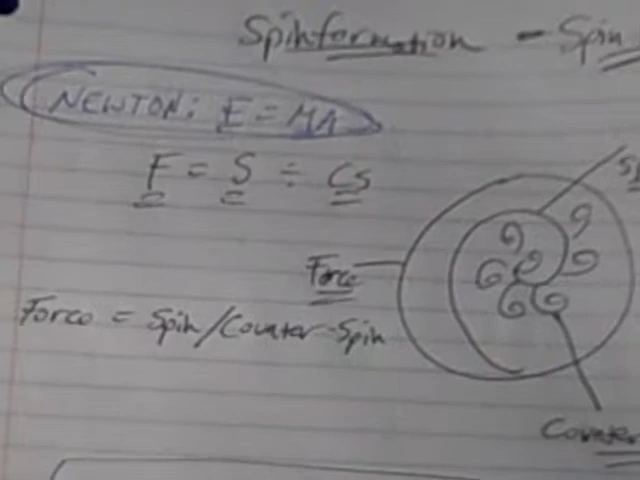 Spinformation - Spin
NEWTON: F = MA
F = S ÷ CS
Force
Force = Spin/Counter-Spin
Counter